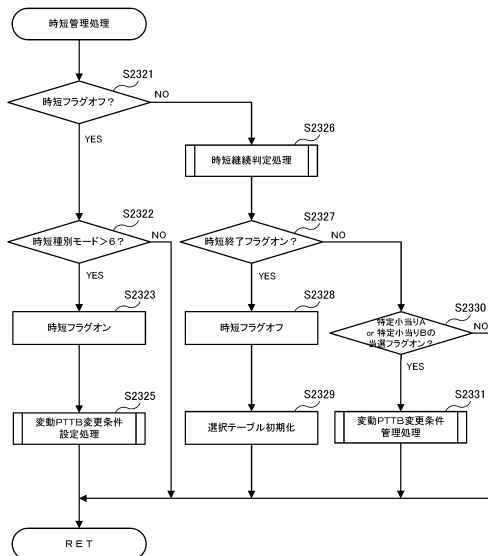 時短管理処理
S2321
時短フラグオフ？
NO
YES
S2326
時短継続判定処理
S2322
時短種別モード>6？
NO
YES
S2327
時短終了フラグオン？
NO
YES
S2323
時短フラグオン
S2328
時短フラグオフ
S2330
特定小当りA
or 特定小当りBの
当選フラグオン？
NO
YES
S2325
変動PTTB変更条件
設定処理
S2329
選択テーブル初期化
S2331
変動PTTB変更条件
管理処理
ＲＥＴ